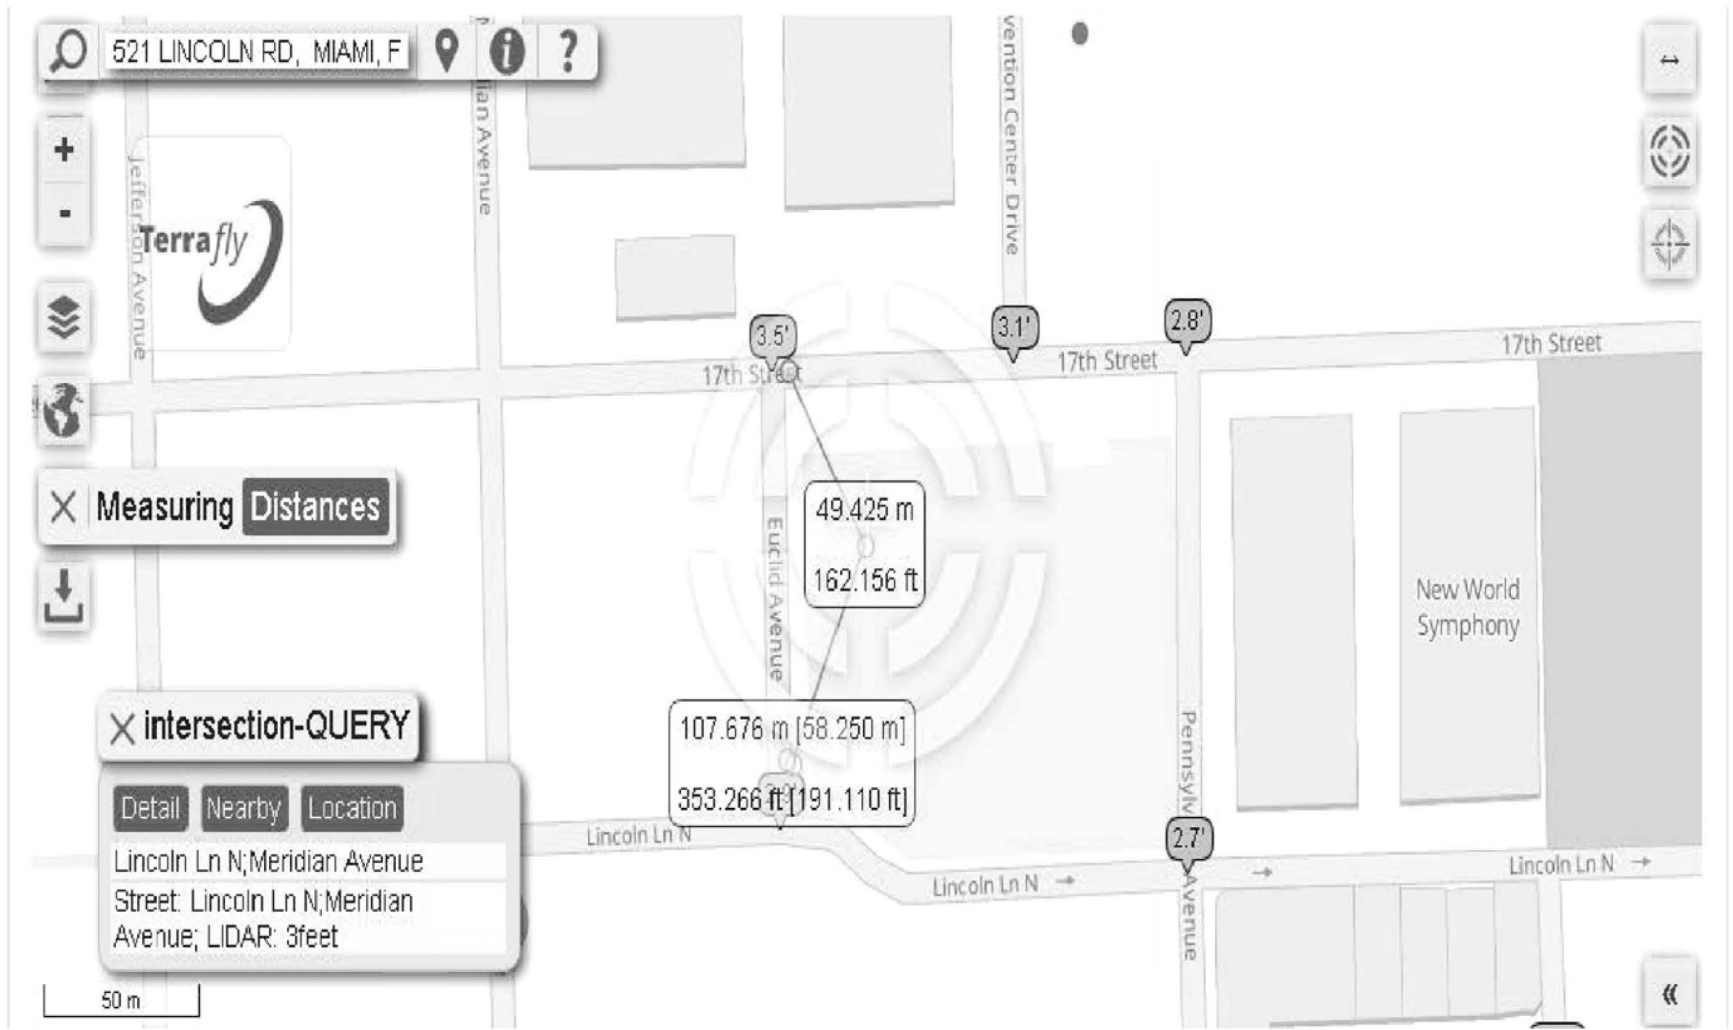 521 LINCOLN RD, MIAMI, F
i
?
ian Avenue
vention Center Drive
+
-
Jefferson Avenue
Terrafly
3.5'
3.1'
2.8'
17th Street
17th Street
17th Street
Measuring Distances
49.425 m
162.156 ft
Euclid Avenue
New World
Symphony
intersection-QUERY
107.676 m [58.250 m]
353.266 ft [191.110 ft]
Detail Nearby Location
Lincoln Ln N;Meridian Avenue
Street: Lincoln Ln N;Meridian
Avenue; LIDAR: 3feet
Lincoln Ln N
Pennsylv
2.7'
Avenue
Lincoln Ln N →
→
Lincoln Ln N →
50 m
«